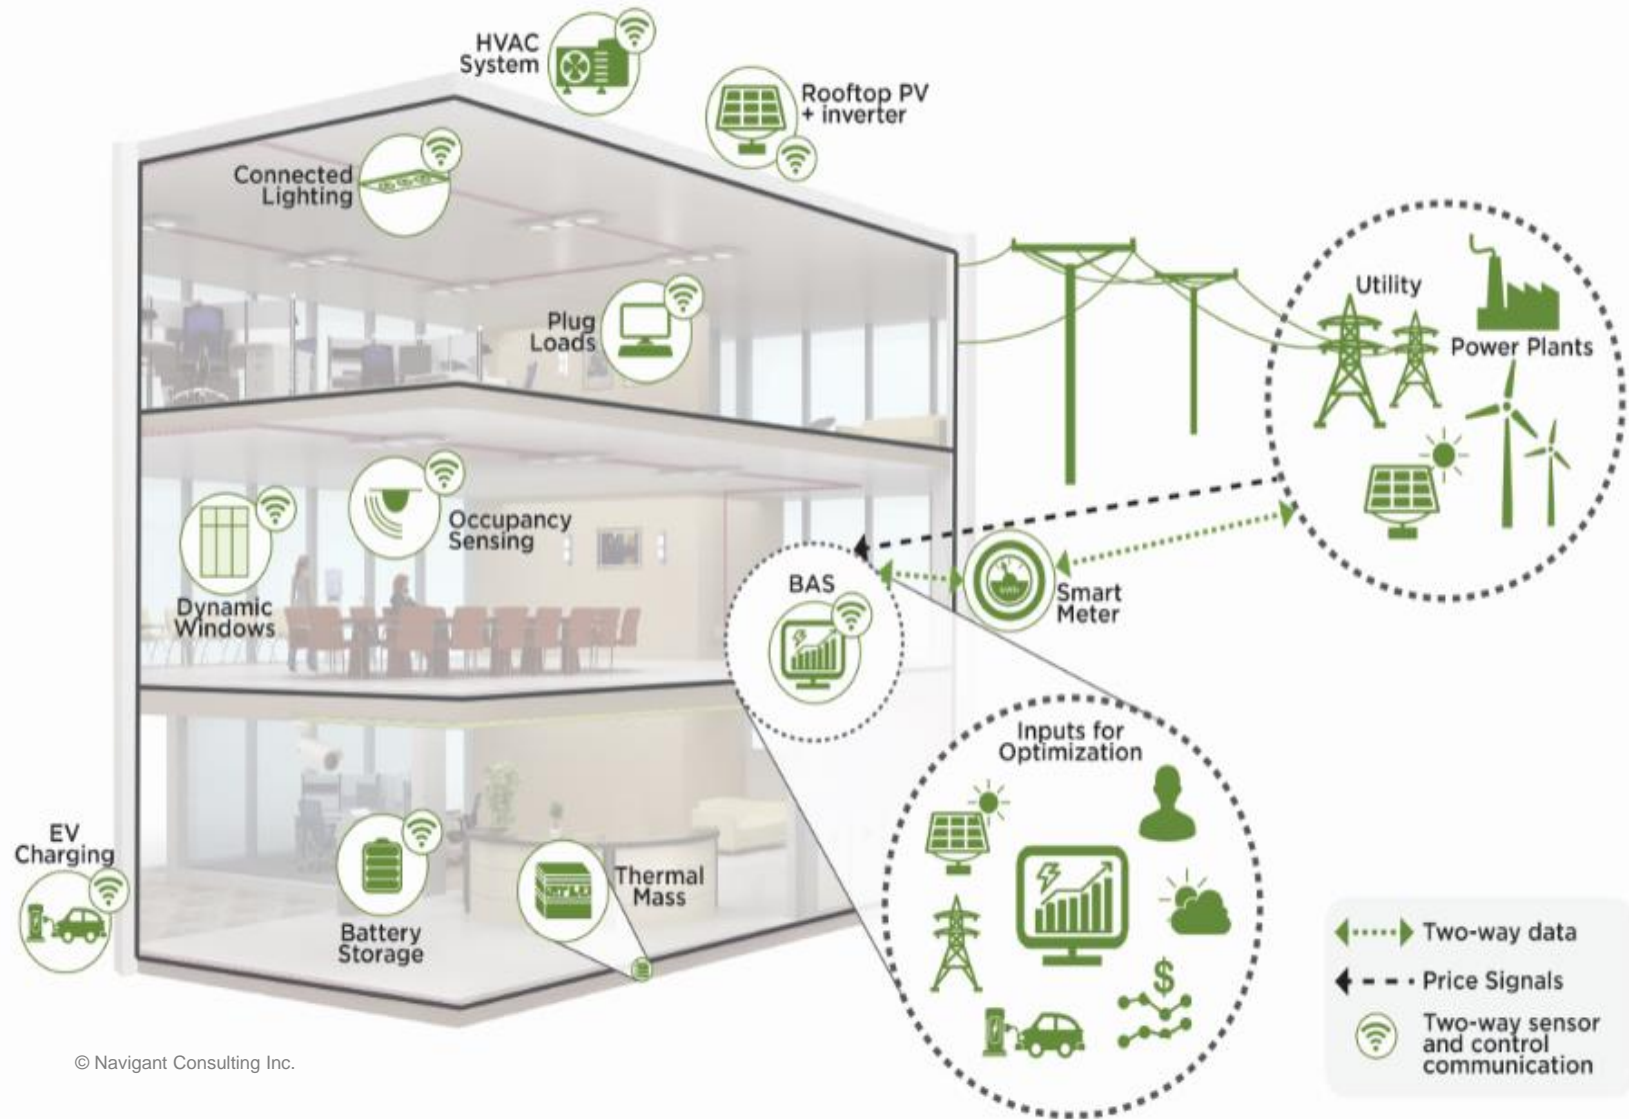 HVAC
System
Rooftop PV
+ inverter
Connected
Lighting
Plug
Loads
Utility
Power Plants
Occupancy
Sensing
Dynamic
Windows
BAS
Smart
Meter
Inputs for
Optimization
$
EV
Charging
Battery
Storage
Thermal
Mass
Two-way data
Price Signals
Two-way sensor
and control
communication
© Navigant Consulting Inc.